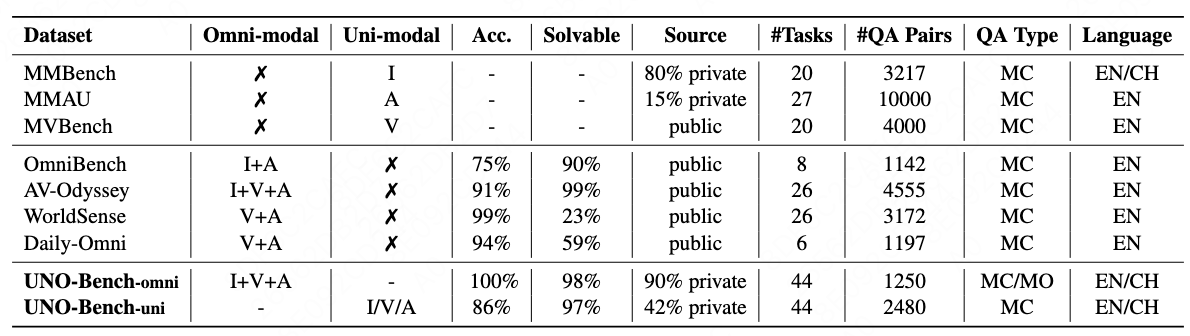 Dataset Omni-modal Uni-modal Acc. Solvable Source #Tasks #QA Pairs QA Type Language
MMBench ✗ I - - 80% private 20 3217 MC EN/CH
MMAU ✗ A - - 15% private 27 10000 MC EN
MVBench ✗ V - - public 20 4000 MC EN
OmniBench I+A ✗ 75% 90% public 8 1142 MC EN
AV-Odyssey I+V+A ✗ 91% 99% public 26 4555 MC EN
WorldSense V+A ✗ 99% 23% public 26 3172 MC EN
Daily-Omni V+A ✗ 94% 59% public 6 1197 MC EN
UNO-Bench-omni I+V+A - 100% 98% 90% private 44 1250 MC/MO EN/CH
UNO-Bench-uni - I/V/A 86% 97% 42% private 44 2480 MC EN/CH